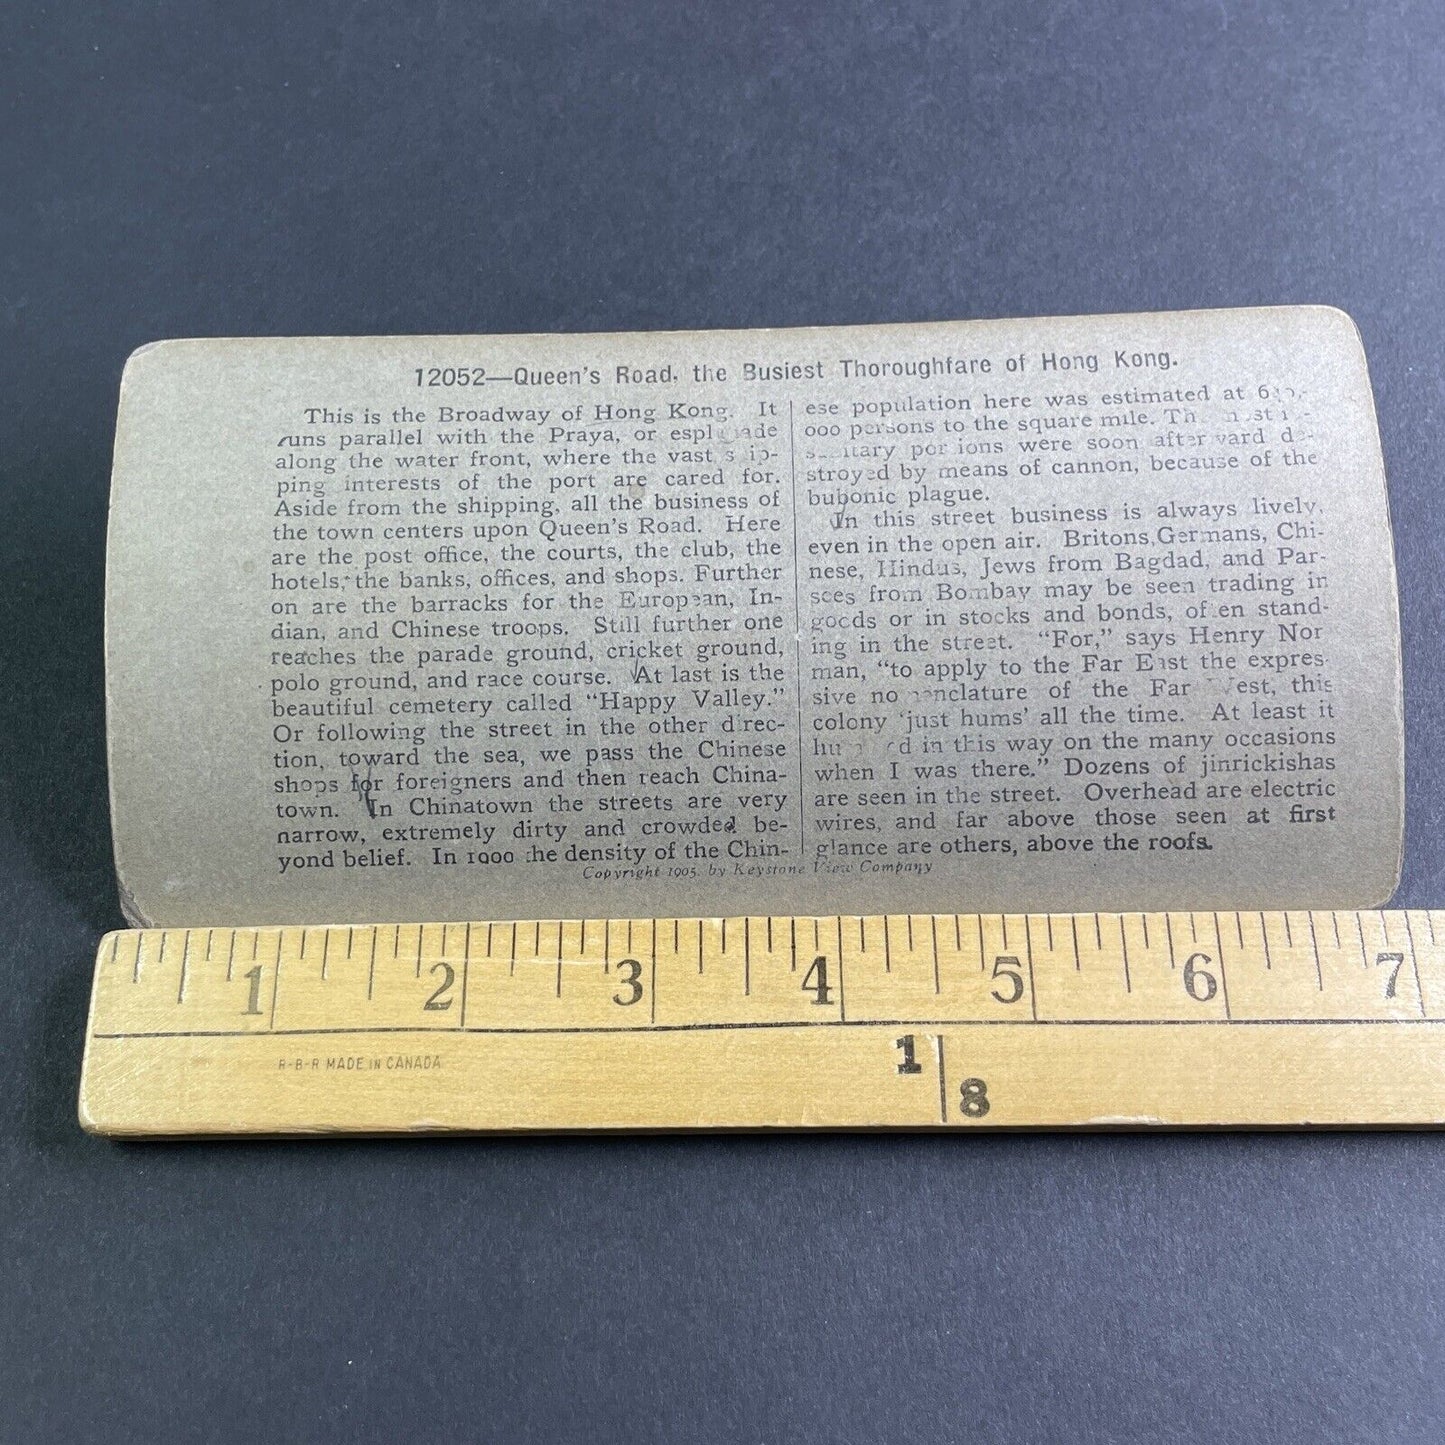 12052—Queen's Road, the Busiest Thoroughfare of Hong Kong.
This is the Broadway of Hong Kong. It
runs parallel with the Praya, or
along the water front, where the vast
ping interests of the port are cared for.
Aside from the shipping, all the business of
the town centers upon Queen's Road. Here
are the post office, the courts, the club, the
hotels, the banks, offices, and shops. Further
on are the barracks for the European, In-
dian, and Chinese troops. Still further one
reaches the parade ground, cricket ground,
polo ground, and race course. At last is the
beautiful cemetery called "Happy Valley."
Or following the street in the other direc-
tion, toward the sea, we pass the Chinese
shops for foreigners and then reach China-
town. In Chinatown the streets are very
narrow, extremely dirty and crowded be-
yond belief. In 1900 the density of the Chin-
ese population here was estimated at
000 persons to the square mile.
were soon afterward de-
stroyed by means of cannon, because of the
bubonic plague.
In this street business is always lively,
even in the open air. Britons, Germans, Chi-
nese, Hindus, Jews from Bagdad, and Par-
sees from Bombay may be seen trading in
goods or in stocks and bonds, often stand-
ing in the street. "For," says Henry Nor
man, "to apply to the Far East the expres-
sive nomenclature of the Far West, this
colony 'just hums' all the time. At least it
in this way on the many occasions
when I was there." Dozens of jinrickishas
are seen in the street. Overhead are electric
wires, and far above those seen at first
glance are others, above the roofs.
Copyright 1905, by Keystone View Company
1 2 3 4 5 6 7
R-B-R MADE IN CANADA
1
8